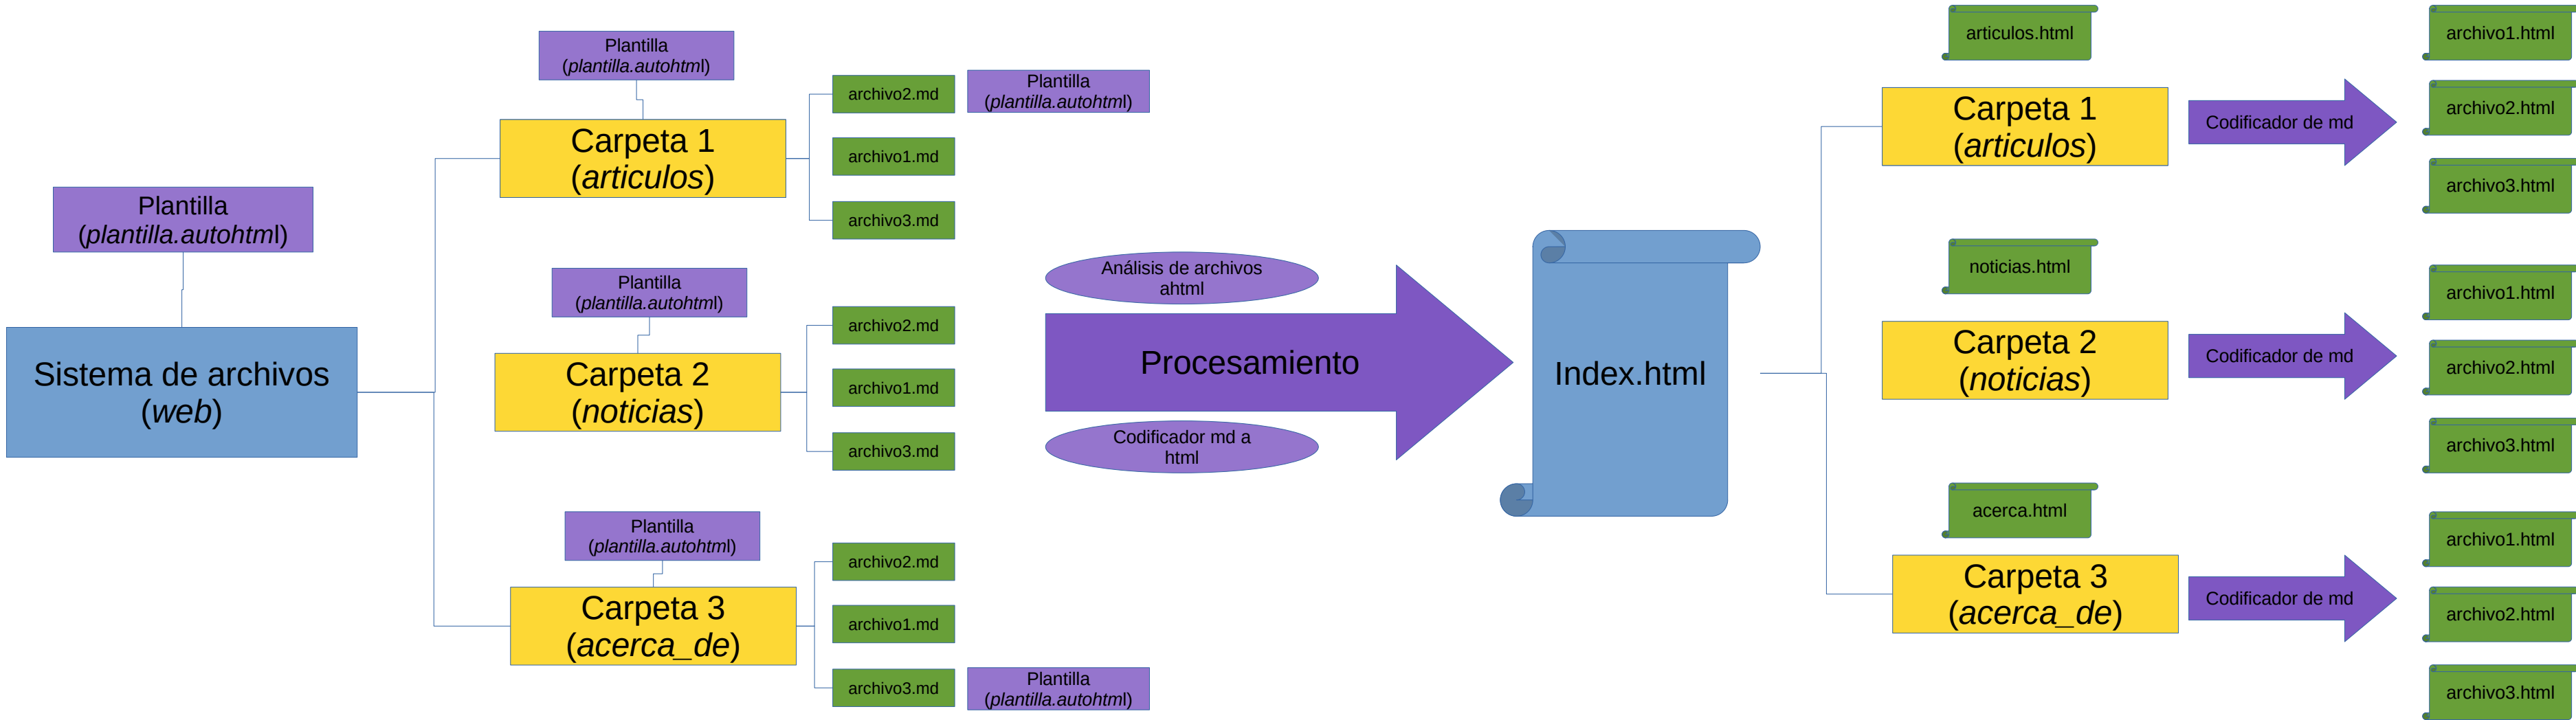 Plantilla
(plantilla.autohtml)
Sistema de archivos
(web)
Plantilla
(plantilla.autohtml)
Carpeta 1
(articulos)
archivo2.md
Plantilla
(plantilla.autohtml)
archivo1.md
archivo3.md
Plantilla
(plantilla.autohtml)
Carpeta 2
(noticias)
archivo2.md
archivo1.md
archivo3.md
Plantilla
(plantilla.autohtml)
Carpeta 3
(acerca_de)
archivo2.md
archivo1.md
archivo3.md
Plantilla
(plantilla.autohtml)
Análisis de archivos
ahtml
Procesamiento
Codificador md a
html
Index.html
articulos.html
Carpeta 1
(articulos)
Codificador de md
archivo1.html
archivo2.html
archivo3.html
noticias.html
Carpeta 2
(noticias)
Codificador de md
archivo1.html
archivo2.html
archivo3.html
acerca.html
Carpeta 3
(acerca_de)
Codificador de md
archivo1.html
archivo2.html
archivo3.html